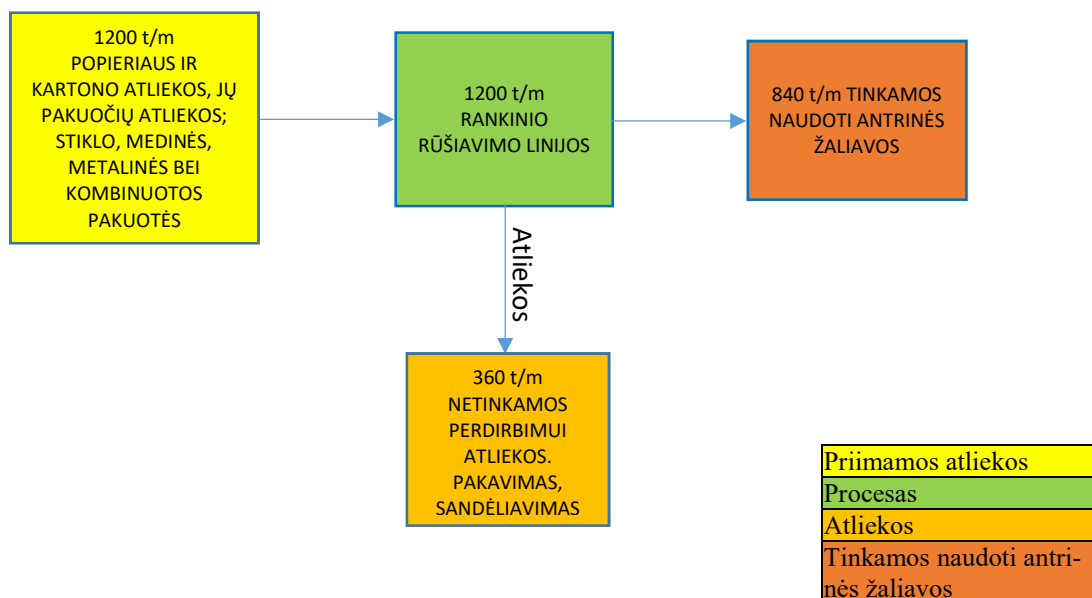 1200 t/m
POPIERIAUS IR
KARTONO ATLIEKOS, JŲ
PAKUOČIŲ ATLIEKOS;
STIKLO, MEDINĖS,
METALINĖS BEI
KOMBINUOTOS
PAKUOTĖS
1200 t/m
RANKINIO
RŪŠIAVIMO LINIJOS
840 t/m TINKAMOS
NAUDOTI ANTRINĖS
ŽALIAVOS
Atliekos
360 t/m
NETINKAMOS
PERDIRBIMUI
ATLIEKOS.
PAKAVIMAS,
SANDĖLIAVIMAS
Priimamos atliekos
Procesas
Atliekos
Tinkamos naudoti antri-
nės žaliavos